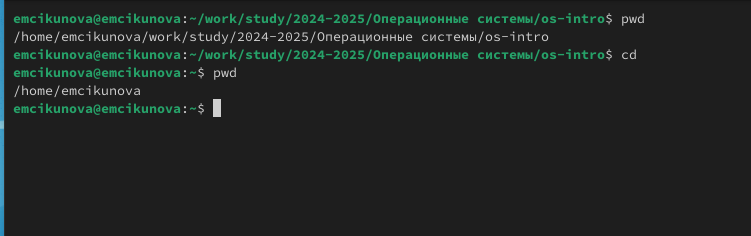 emcikunova@emcikunova:~/work/study/2024-2025/Операционные системы/os-intro$ pwd
/home/emcikunova/work/study/2024-2025/Операционные системы/os-intro
emcikunova@emcikunova:~/work/study/2024-2025/Операционные системы/os-intro$ cd
emcikunova@emcikunova:~$ pwd
/home/emcikunova
emcikunova@emcikunova:~$